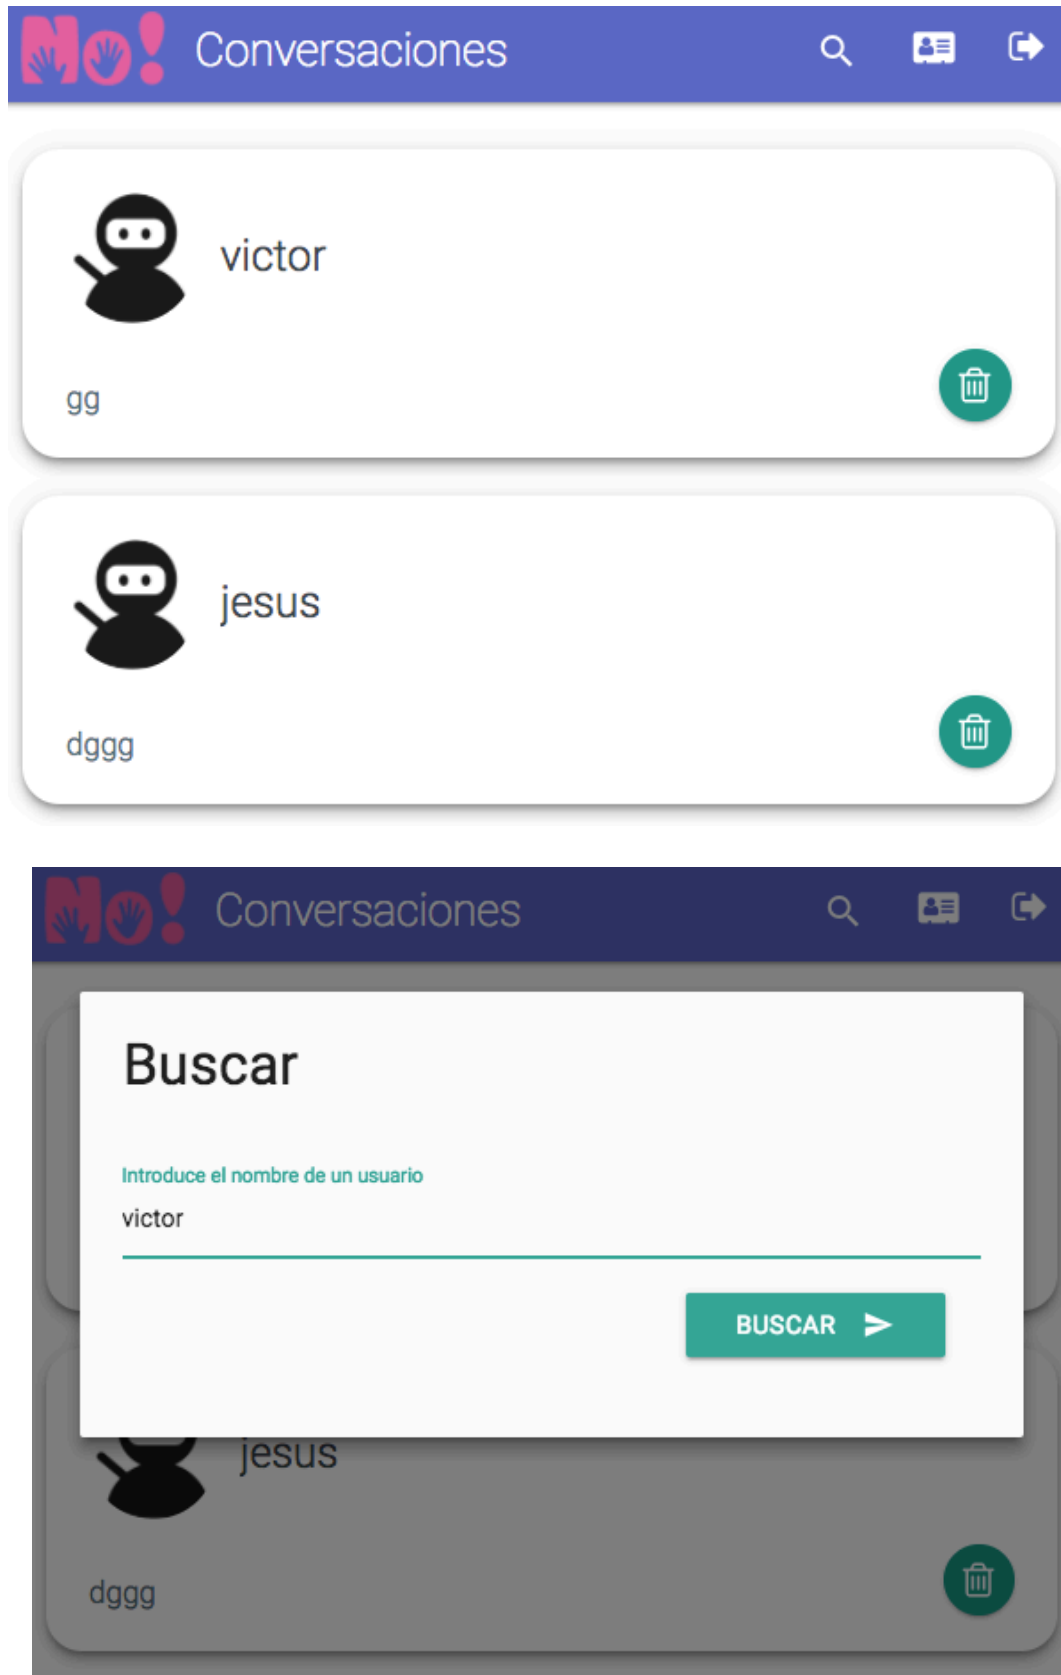 No! Conversaciones
victor
gg
jesus
dggg
No! Conversaciones
Buscar
Introduce el nombre de un usuario
victor
BUSCAR
jesus
dggg